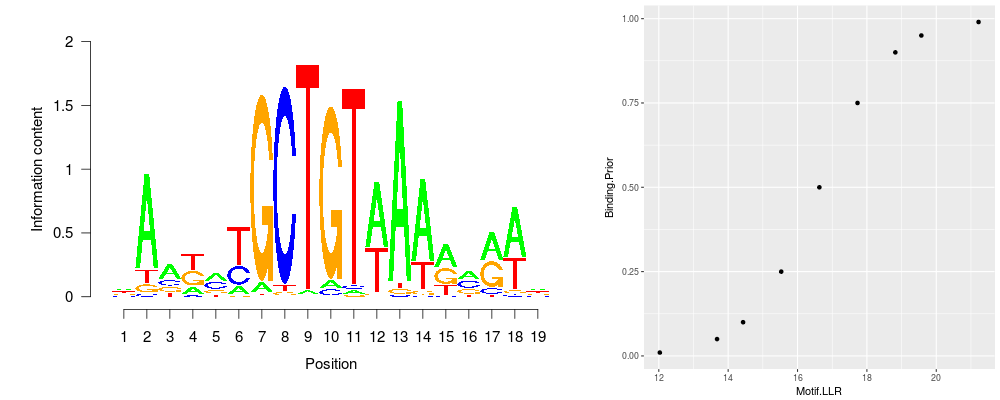 2
1.5
1
0.5
0
Information content
A T G C
A C G T
T G A C
A C G T
T C A
G A
C A T
T A
G A C
T C A G
A T
A T
A T
A G T
A C G
A G C
A T
1 2 3 4 5 6 7 8 9 10 11 12 13 14 15 16 17 18 19
Position
1.00
0.75
0.50
0.25
0.00
Binding.Prior
12 14 16 18 20
Motif.LLR